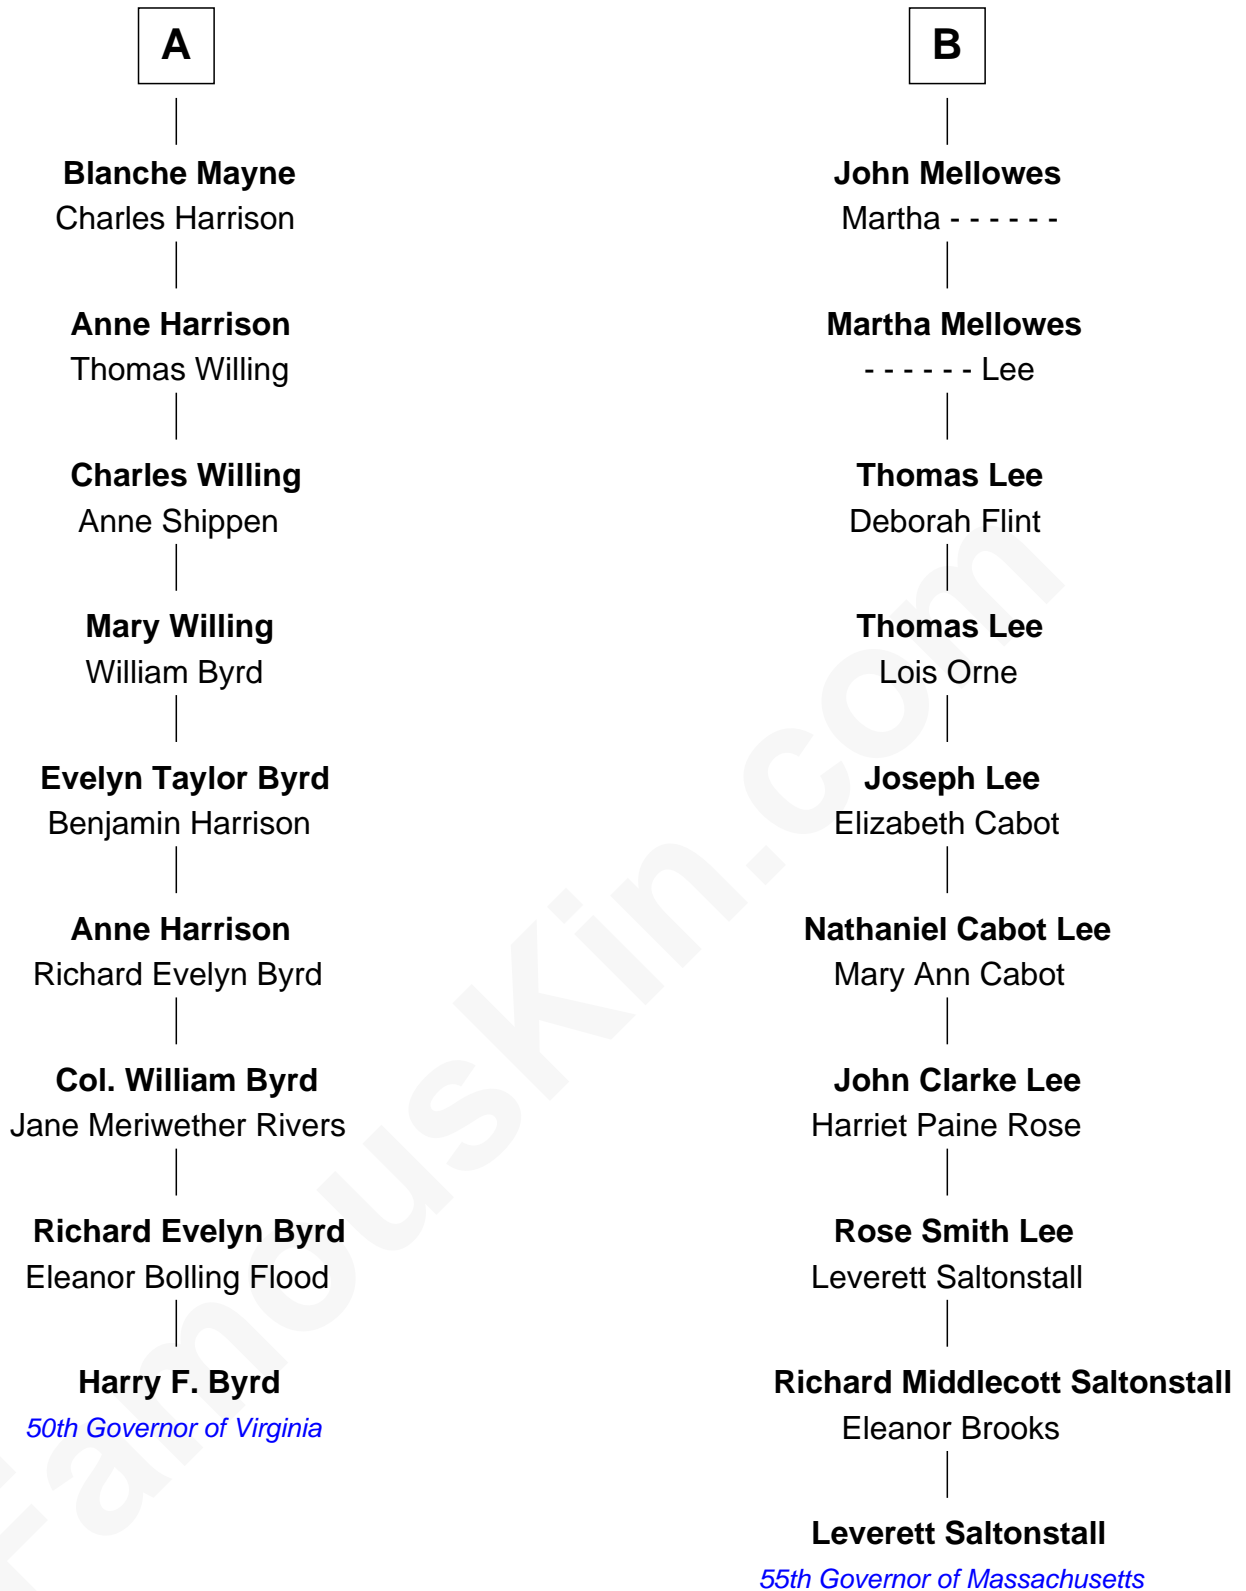 A
Blanche Mayne
Charles Harrison
Anne Harrison
Thomas Willing
Charles Willing
Anne Shippen
Mary Willing
William Byrd
Evelyn Taylor Byrd
Benjamin Harrison
Anne Harrison
Richard Evelyn Byrd
Col. William Byrd
Jane Meriwether Rivers
Richard Evelyn Byrd
Eleanor Bolling Flood
Harry F. Byrd
50th Governor of Virginia
B
John Mellowes
Martha - - - - - -
Martha Mellowes
- - - - - - Lee
Thomas Lee
Deborah Flint
Thomas Lee
Lois Orne
Joseph Lee
Elizabeth Cabot
Nathaniel Cabot Lee
Mary Ann Cabot
John Clarke Lee
Harriet Paine Rose
Rose Smith Lee
Leverett Saltonstall
Richard Middlecott Saltonstall
Eleanor Brooks
Leverett Saltonstall
55th Governor of Massachusetts
FamousKin.com